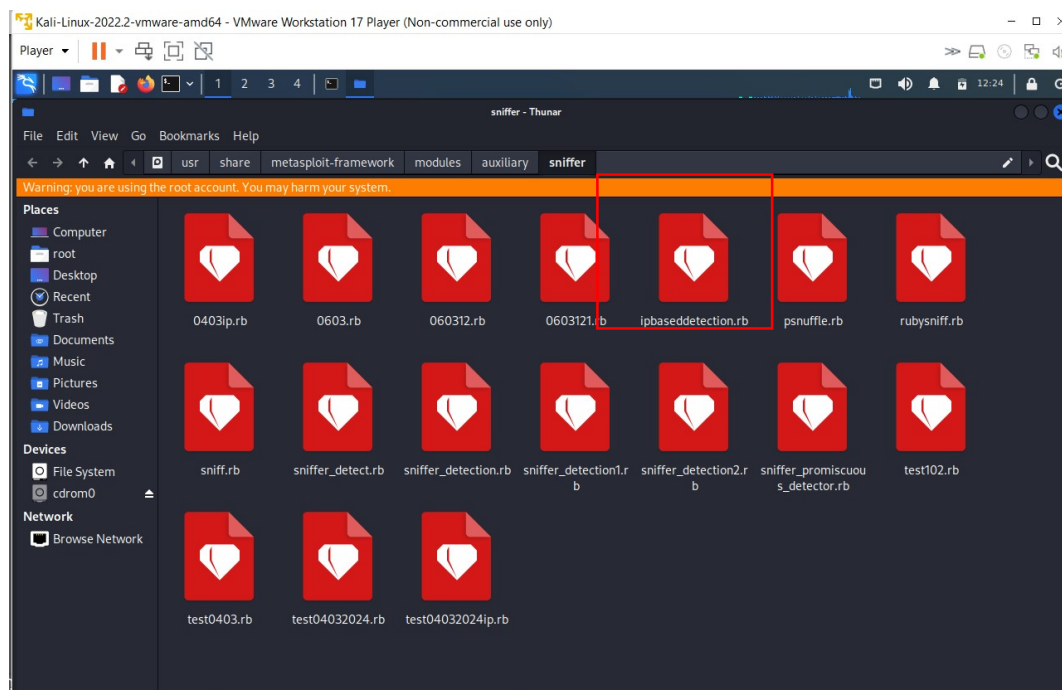 Kali-Linux-2022.2-vmware-amd64 - VMware Workstation 17 Player (Non-commercial use only)
Player
1 2 3 4 12:24
sniffer - Thunar
File Edit View Go Bookmarks Help
usr share metasploit-framework modules auxiliary sniffer
Warning: you are using the root account. You may harm your system.
Places
Computer
root
Desktop
Recent
Trash
Documents
Music
Pictures
Videos
Downloads
Devices
File System
cdrom0
Network
Browse Network
0403ip.rb 0603.rb 060312.rb 0603121.rb ipbaseddetection.rb psnuffle.rb rubysniff.rb
sniff.rb sniffer_detect.rb sniffer_detection.rb sniffer_detection1.r sniffer_detection2.r sniffer_promiscuou test102.rb
b b s_detector.rb
test0403.rb test04032024.rb test04032024ip.rb